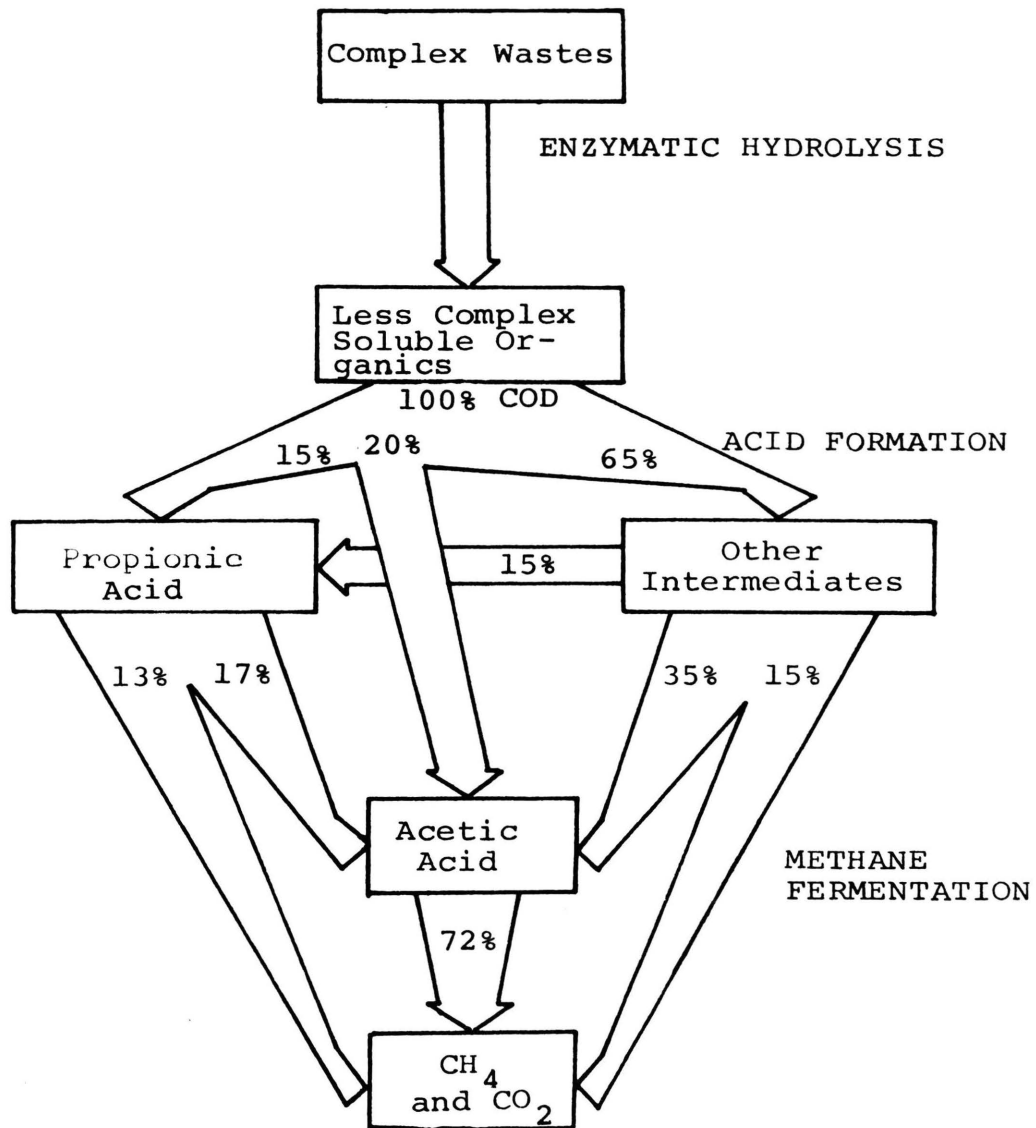 Complex Wastes
ENZYMATIC HYDROLYSIS
Less Complex
Soluble Or-
ganics
100% COD
ACID FORMATION
15%
20%
65%
Propionic
Acid
15%
Other
Intermediates
13%
17%
35%
15%
Acetic
Acid
METHANE
FERMENTATION
72%
CH4
and CO2